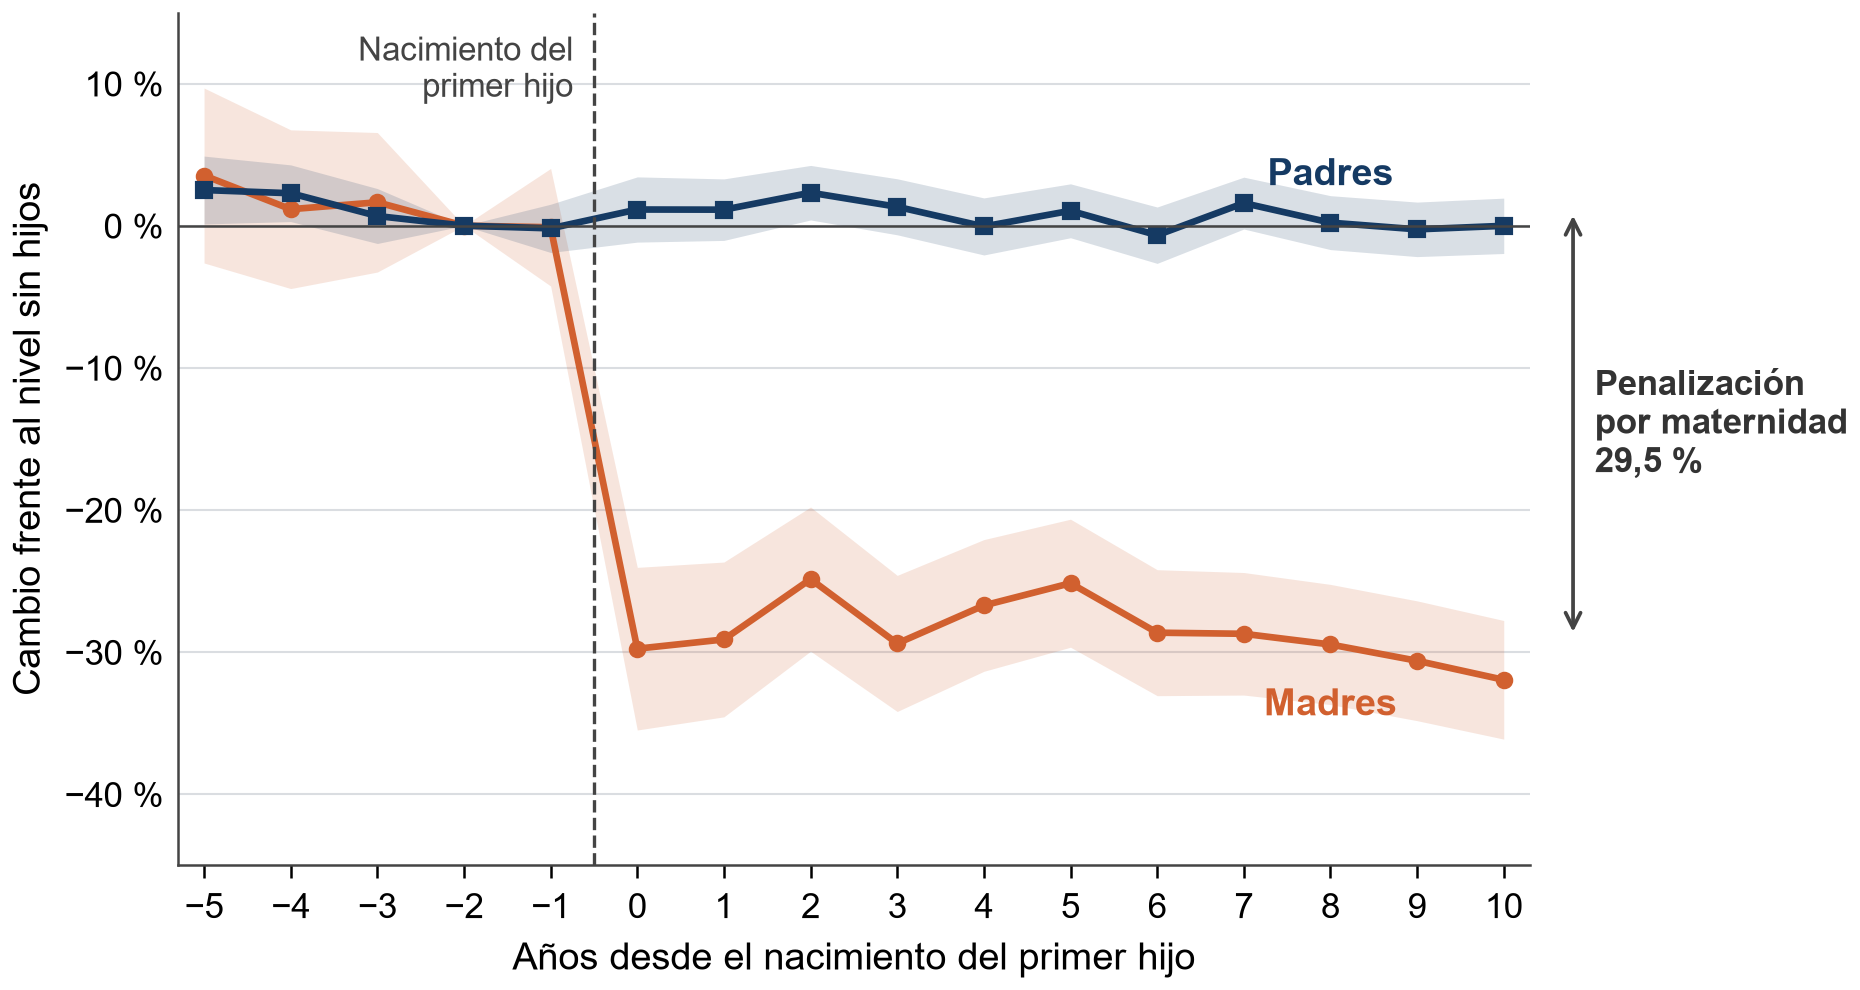 Nacimiento del
primer hijo
Cambio frente al nivel sin hijos
10 %
0 %
−10 %
−20 %
−30 %
−40 %
Padres
Madres
Penalización
por maternidad
29,5 %
−5 −4 −3 −2 −1 0 1 2 3 4 5 6 7 8 9 10
Años desde el nacimiento del primer hijo